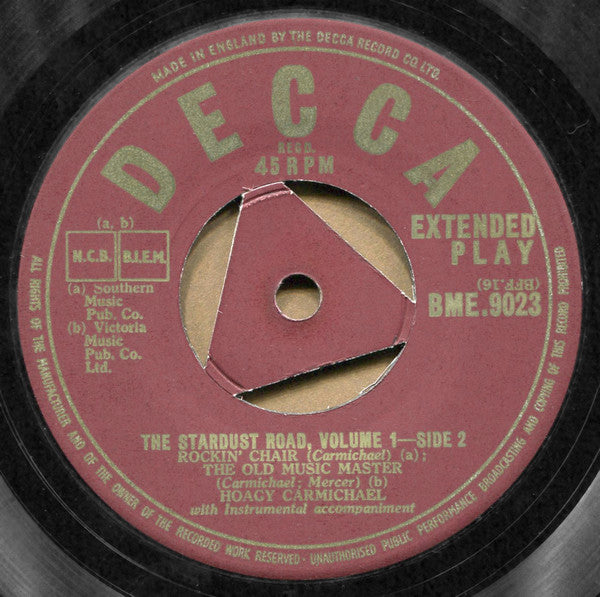 MADE IN ENGLAND BY THE DECCA RECORD CO. LTD.
DECCA
REGD.
45 RPM
EXTENDED
PLAY
(BFF.16)
BME.9023
(a, b)
N.C.B. B.I.E.M.
(a) Southern
Music
Pub. Co.
(b) Victoria
Music
Pub. Co.
Ltd.
THE STARDUST ROAD, VOLUME 1—SIDE 2
ROCKIN' CHAIR (Carmichael) (a);
THE OLD MUSIC MASTER
(Carmichael; Mercer) (b)
HOAGY CARMICHAEL
with Instrumental accompaniment
ALL RIGHTS OF THE MANUFACTURER AND OF THE OWNER OF THE RECORDED WORK RESERVED · UNAUTHORISED PUBLIC PERFORMANCE BROADCASTING AND COPYING OF THIS RECORD PROHIBITED